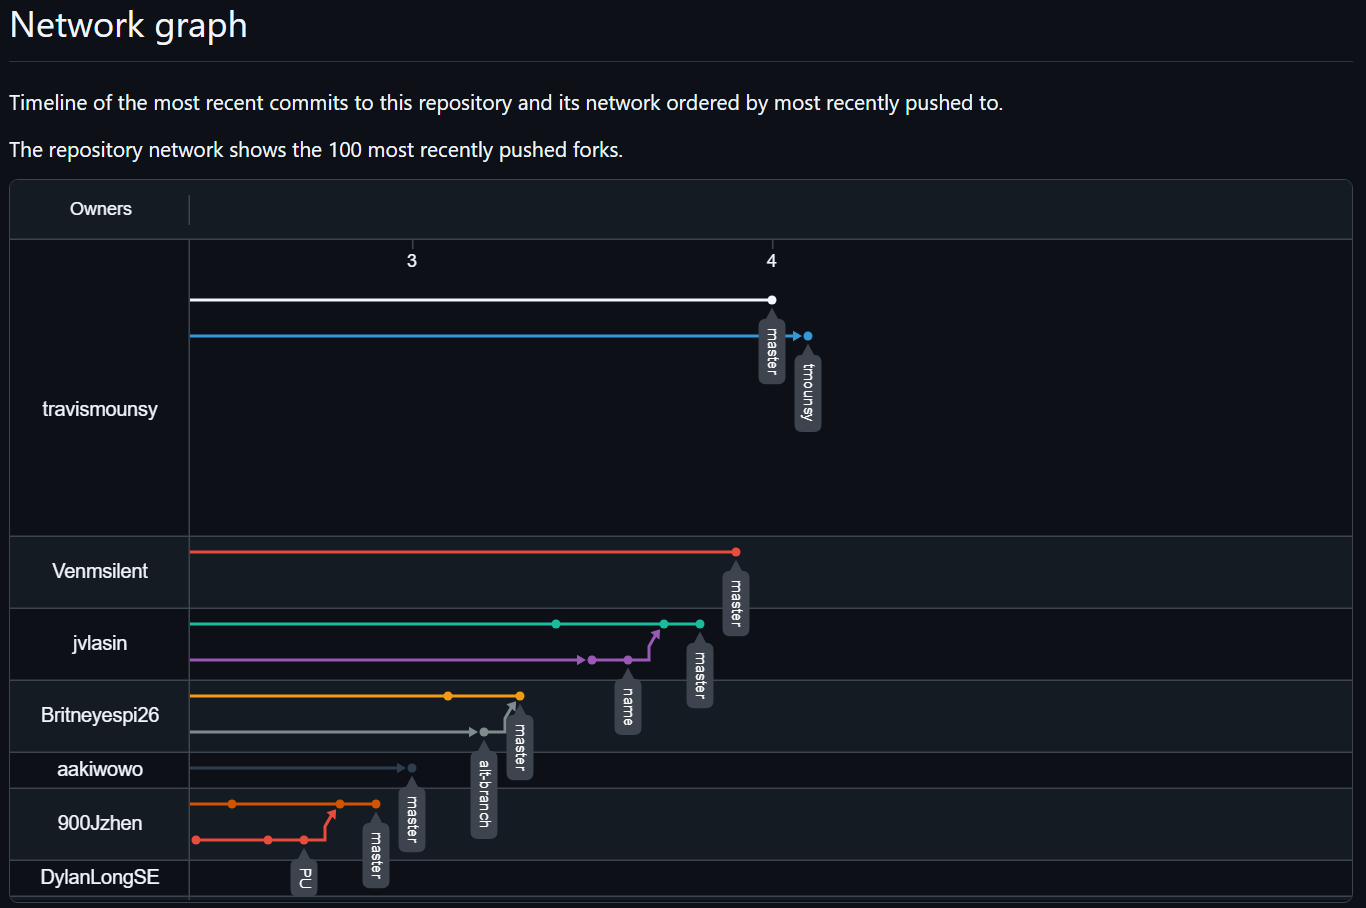 Network graph
Timeline of the most recent commits to this repository and its network ordered by most recently pushed to.
The repository network shows the 100 most recently pushed forks.
Owners
3
4
travismounsy
master
tmounsy
Venmsilent
master
jvlasin
name
master
Britneyespi26
alt-branch
master
aakiwowo
master
900Jzhen
PU
master
DylanLongSE